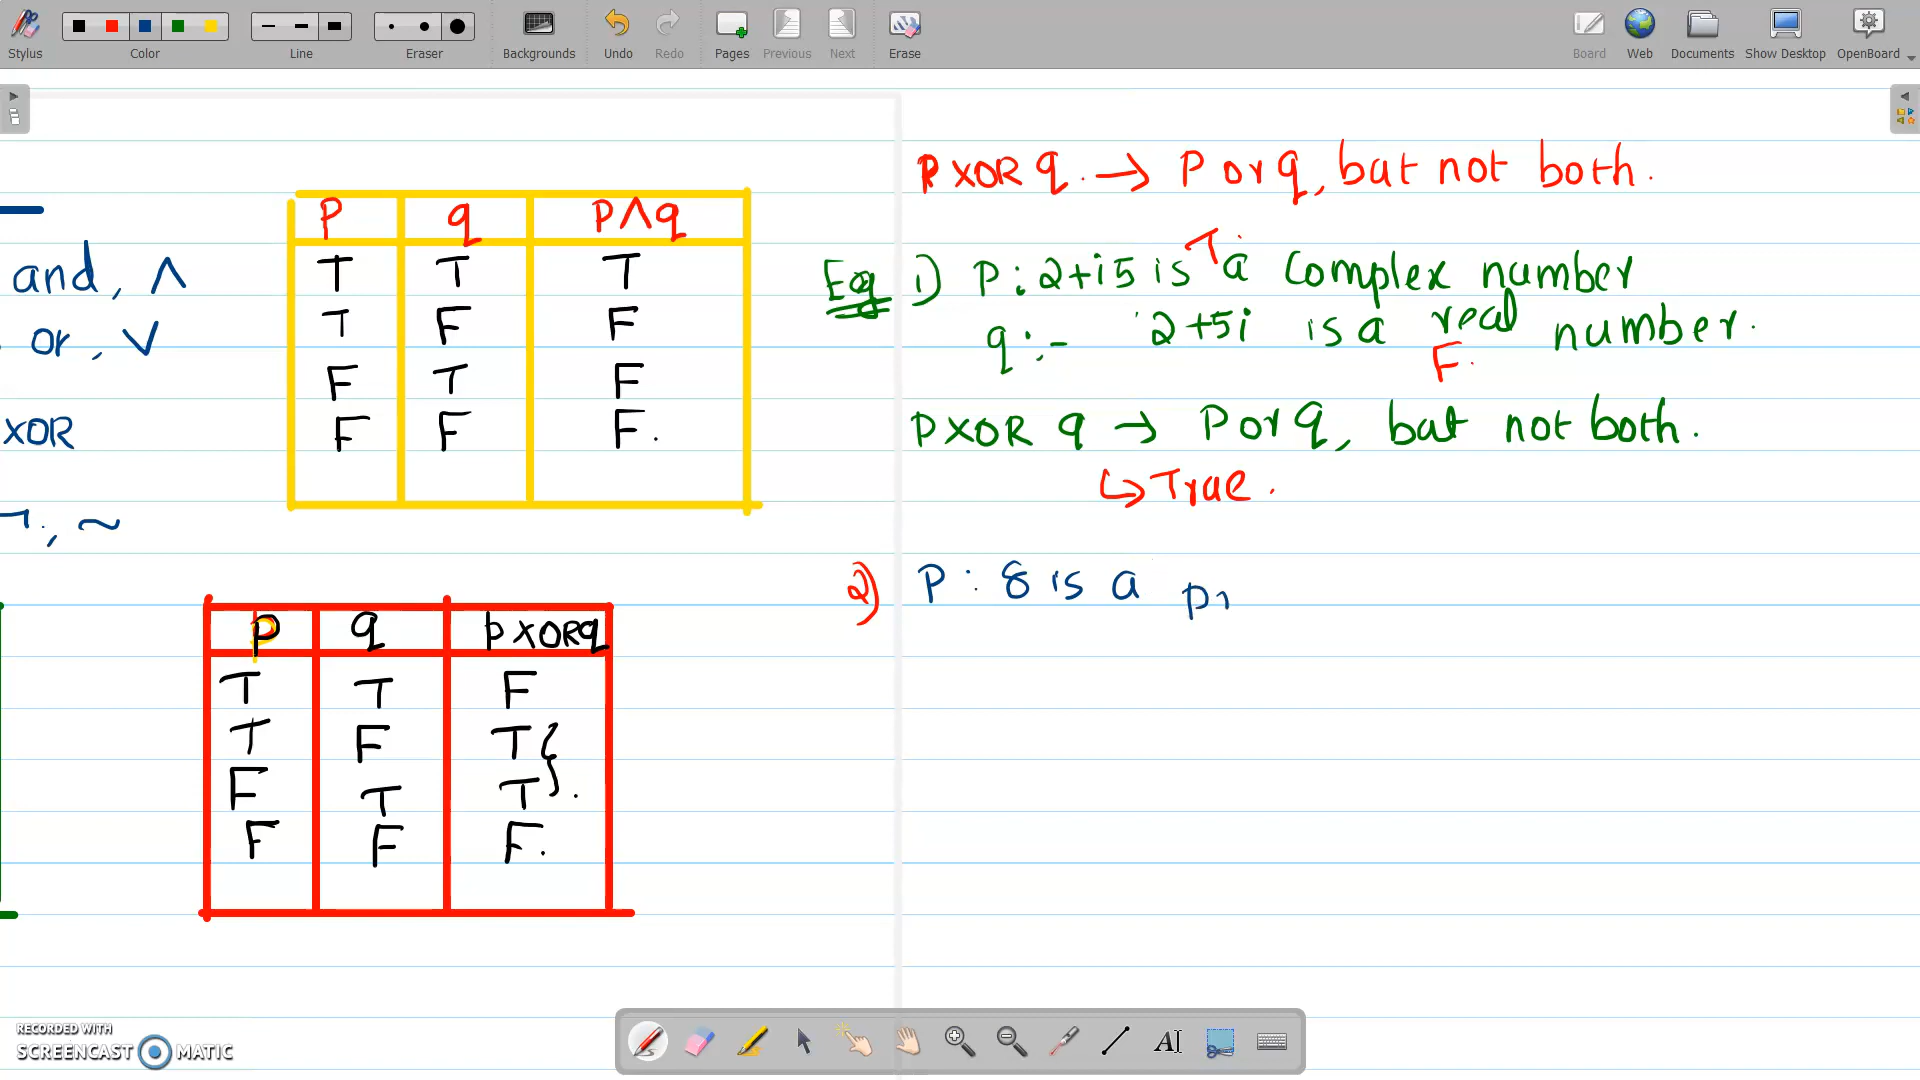 Stylus Color Line Eraser Backgrounds Undo Redo Pages Previous Next Erase Board Web Documents Show Desktop OpenBoard
and, ∧
or, ∨
XOR
¬, ~
p q p∧q
T T T
T F F
F T F
F F F.
p q p XOR q
T T F
T F T
F T T.
F F F.
P XOR q. → P or q, but not both.
Eg 1) P: 2+i5 is a complex number
T
q:- 2+5i is a real number.
F.
P XOR q → P or q, but not both.
↳ True.
2) P: 8 is a pr
RECORDED WITH
SCREENCAST MATIC
AI